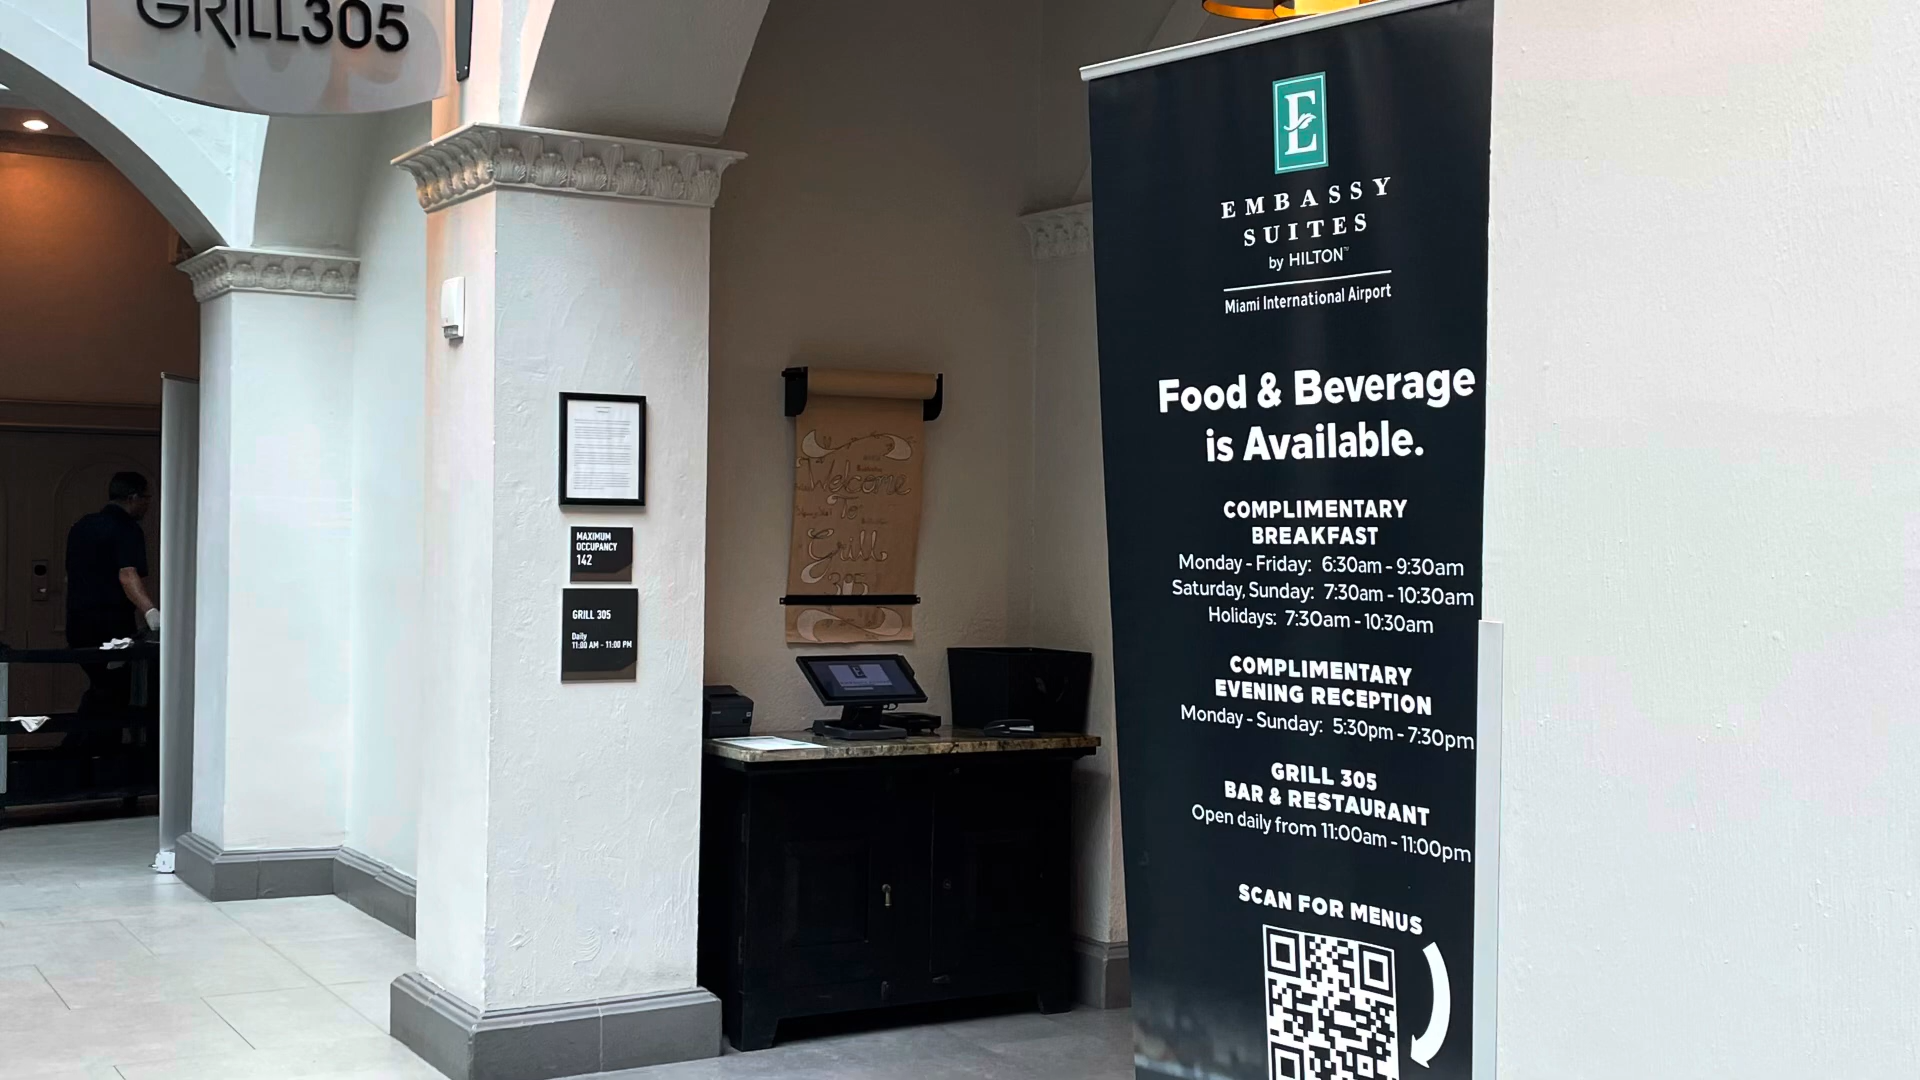 GRILL305
MAXIMUM
OCCUPANCY
142
GRILL 305
Daily
11:00 AM - 11:00 PM
Welcome
To
Grill
305
E
EMBASSY
SUITES
by HILTON™
Miami International Airport
Food & Beverage
is Available.
COMPLIMENTARY
BREAKFAST
Monday - Friday: 6:30am - 9:30am
Saturday, Sunday: 7:30am - 10:30am
Holidays: 7:30am - 10:30am
COMPLIMENTARY
EVENING RECEPTION
Monday - Sunday: 5:30pm - 7:30pm
GRILL 305
BAR & RESTAURANT
Open daily from 11:00am - 11:00pm
SCAN FOR MENUS